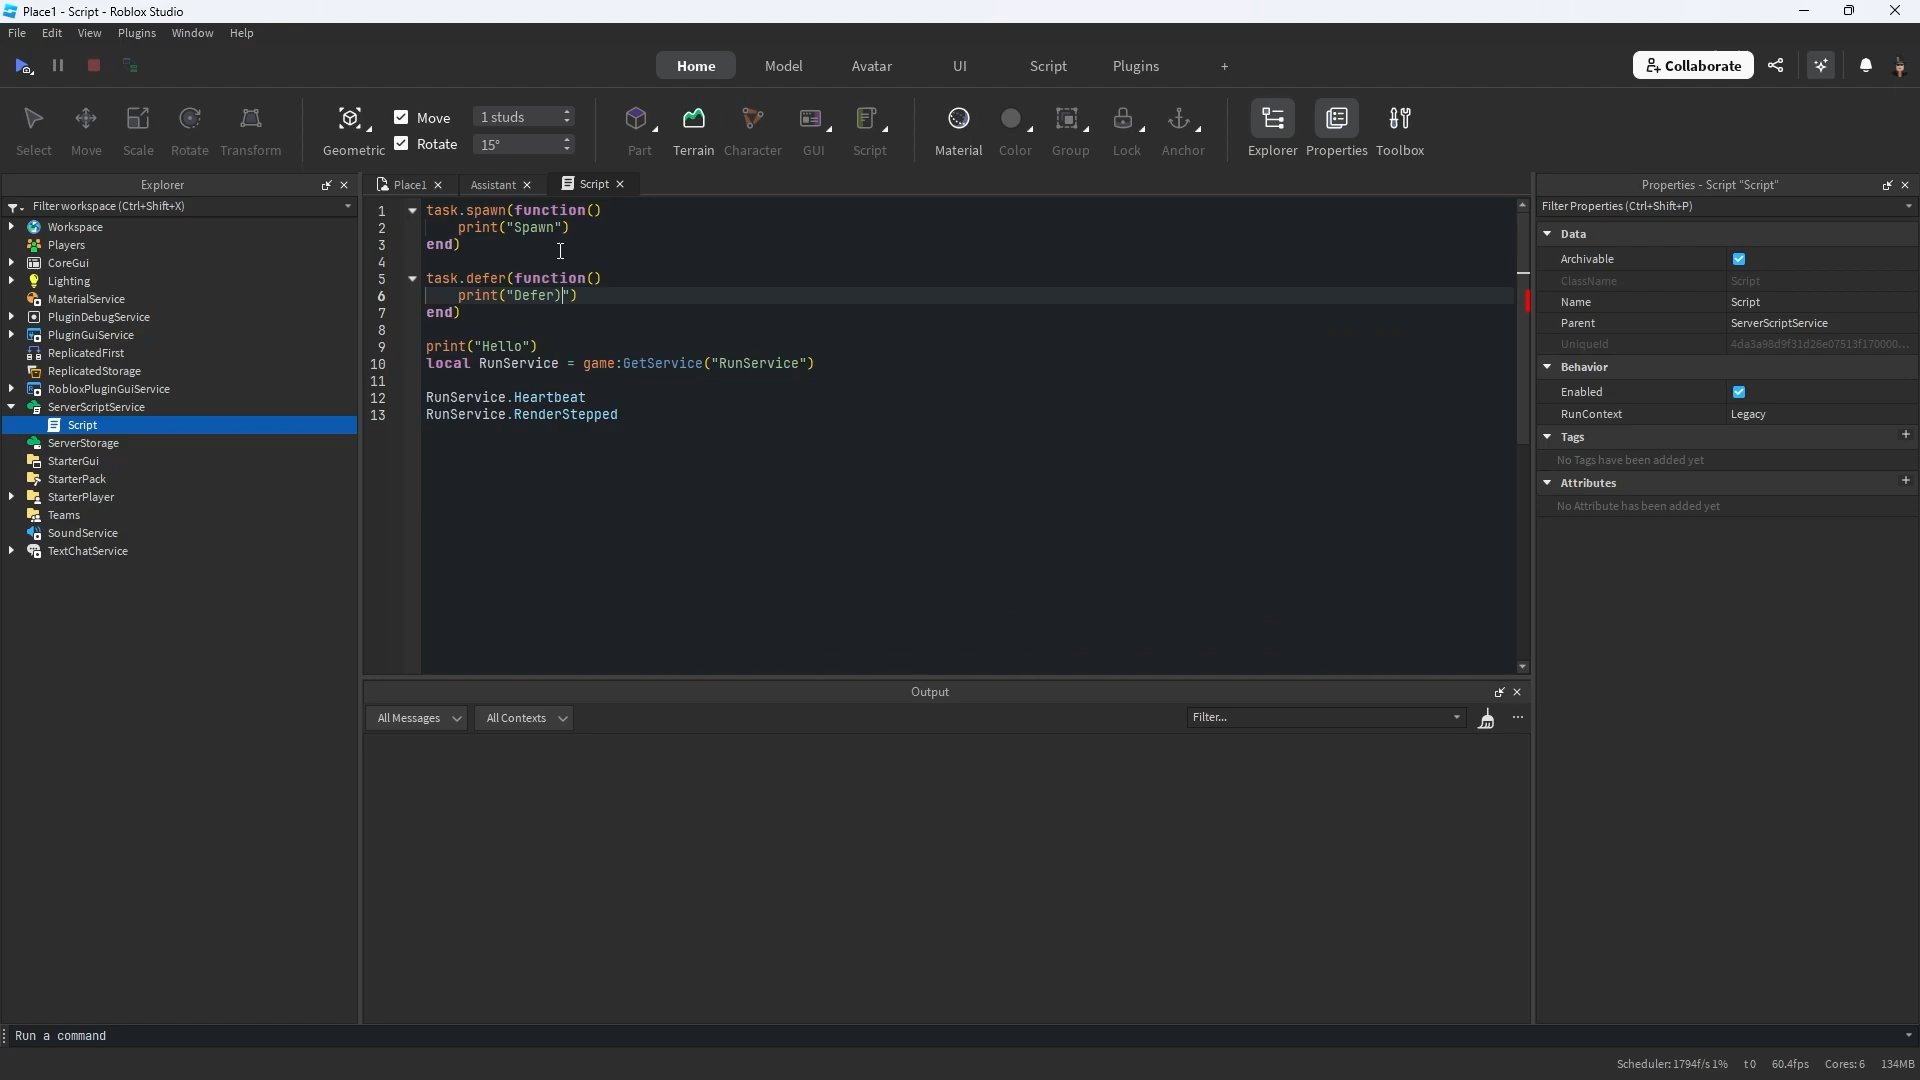 Place1 - Script - Roblox Studio
File Edit View Plugins Window Help
Home Model Avatar UI Script Plugins +
Collaborate
Select Move Scale Rotate Transform
Geometric
Move 1 studs
Rotate 15°
Part Terrain Character GUI Script
Material Color Group Lock Anchor
Explorer Properties Toolbox
Explorer
Filter workspace (Ctrl+Shift+X)
Workspace
Players
CoreGui
Lighting
MaterialService
PluginDebugService
PluginGuiService
ReplicatedFirst
ReplicatedStorage
RobloxPluginGuiService
ServerScriptService
Script
ServerStorage
StarterGui
StarterPack
StarterPlayer
Teams
SoundService
TextChatService
Place1 Assistant Script
1 task.spawn(function()
2 print("Spawn")
3 end)
4
5 task.defer(function()
6 print("Defer)")
7 end)
8
9 print("Hello")
10 local RunService = game:GetService("RunService")
11
12 RunService.Heartbeat
13 RunService.RenderStepped
Output
All Messages All Contexts Filter...
Properties - Script "Script"
Filter Properties (Ctrl+Shift+P)
Data
Archivable
ClassName Script
Name Script
Parent ServerScriptService
UniqueId 4da3a98d9f31d26e07513f170000...
Behavior
Enabled
RunContext Legacy
Tags +
No Tags have been added yet
Attributes +
No Attribute has been added yet
Run a command
Scheduler: 1794f/s 1% t0 60.4fps Cores: 6 134MB